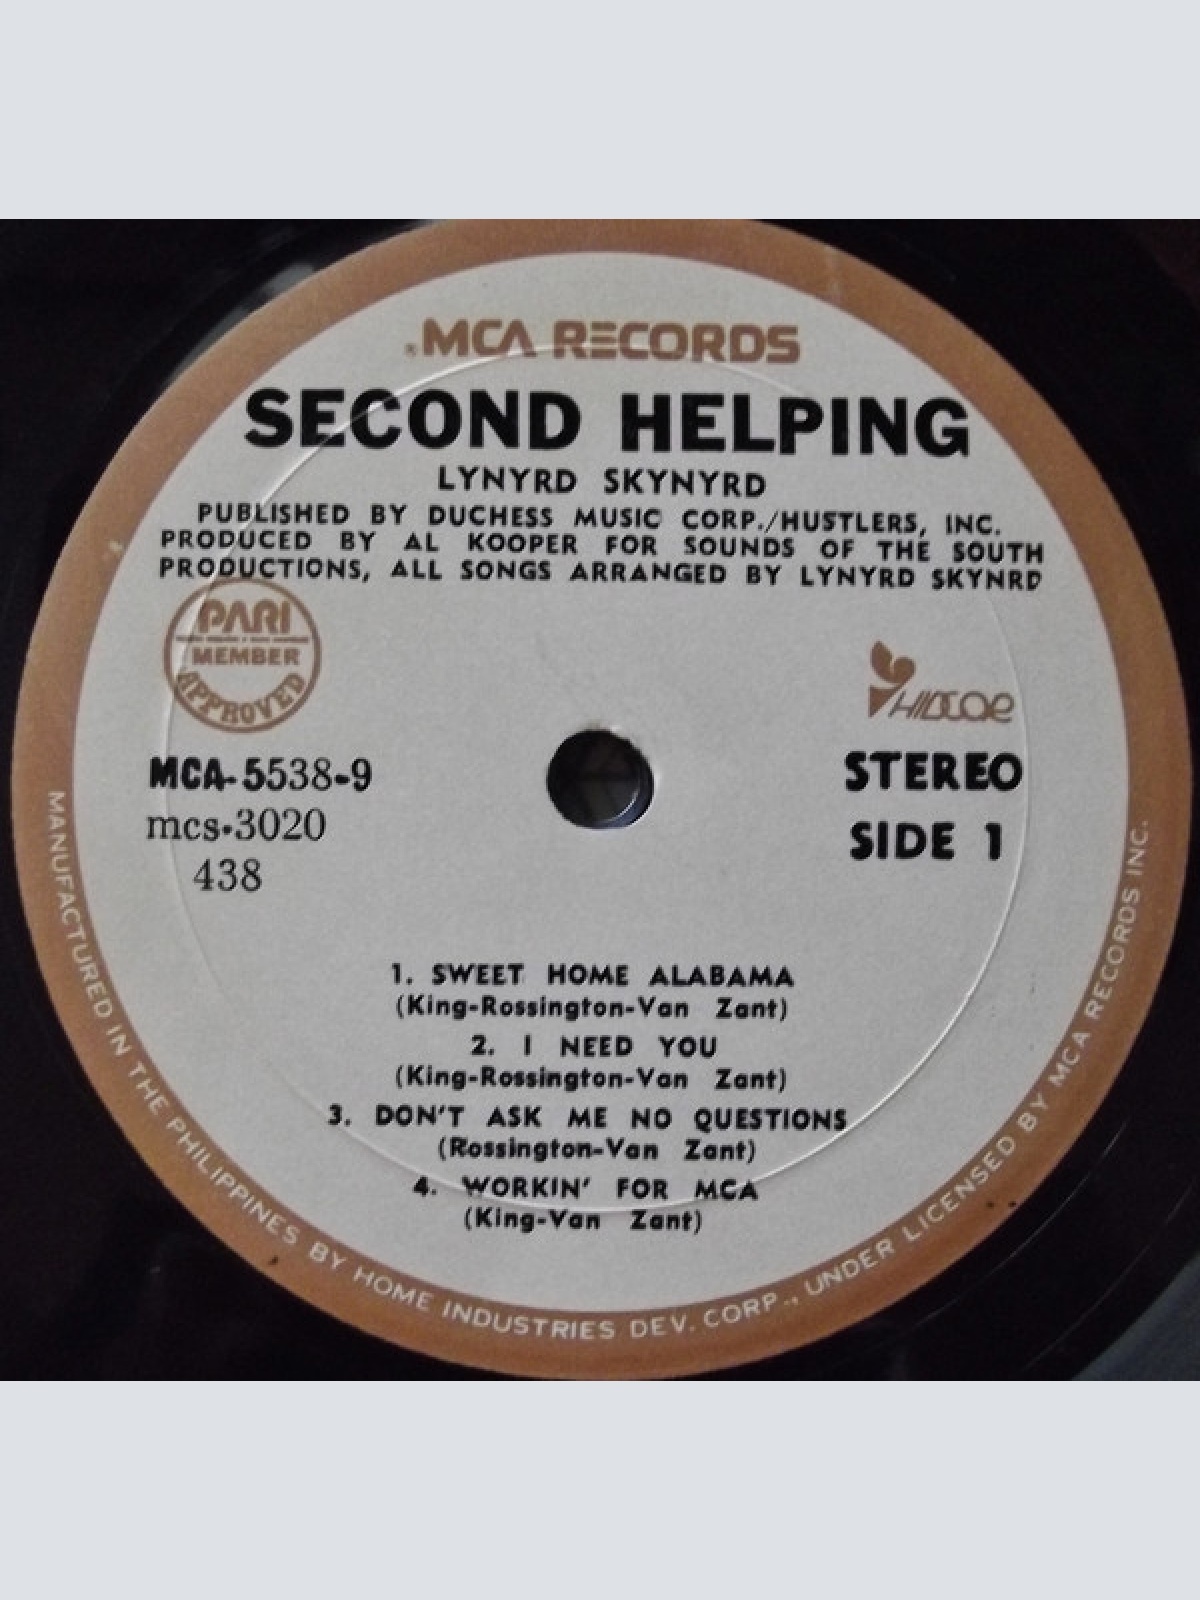 MCA RECORDS
SECOND HELPING
LYNYRD SKYNYRD
PUBLISHED BY DUCHESS MUSIC CORP./HUSTLERS, INC.
PRODUCED BY AL KOOPER FOR SOUNDS OF THE SOUTH
PRODUCTIONS, ALL SONGS ARRANGED BY LYNYRD SKYNRD
PARI
MEMBER
APPROVED
HIDCOE
MCA-5538-9
mcs•3020
438
STEREO
SIDE 1
1. SWEET HOME ALABAMA
(King-Rossington-Van Zant)
2. I NEED YOU
(King-Rossington-Van Zant)
3. DON'T ASK ME NO QUESTIONS
(Rossington-Van Zant)
4. WORKIN' FOR MCA
(King-Van Zant)
MANUFACTURED IN THE PHILIPPINES BY HOME INDUSTRIES DEV. CORP., UNDER LICENSED BY MCA RECORDS INC.